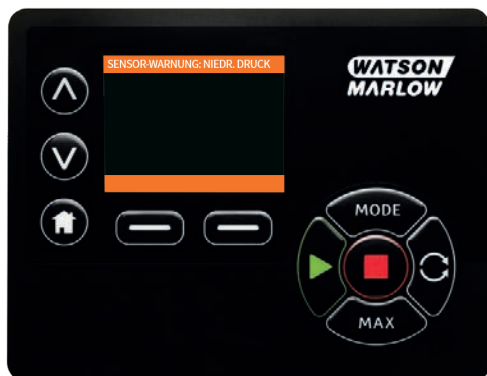 SENSOR-WARNUNG: NIEDR. DRUCK
WATSON
MARLOW
MODE
MAX